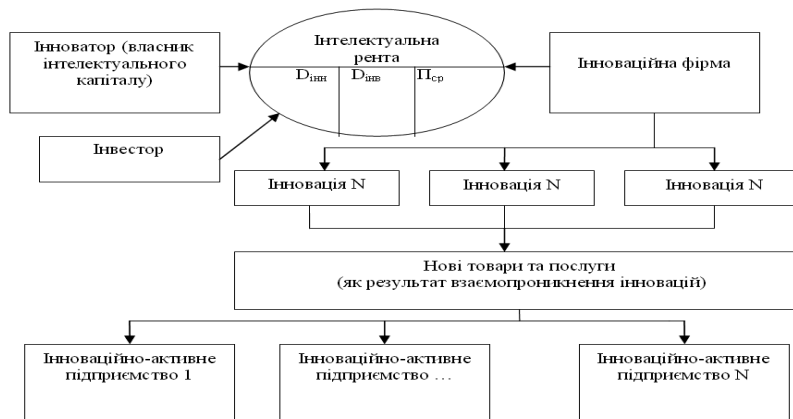 Інноватор (власник
інтелектуального
капіталу)
Інтелектуальна
рента
Dінн Dінв Пср
Інноваційна фірма
Інвестор
Інновація N
Інновація N
Інновація N
Нові товари та послуги
(як результат взаємопроникнення інновацій)
Інноваційно-активне
підприємство 1
Інноваційно-активне
підприємство ...
Інноваційно-активне
підприємство N